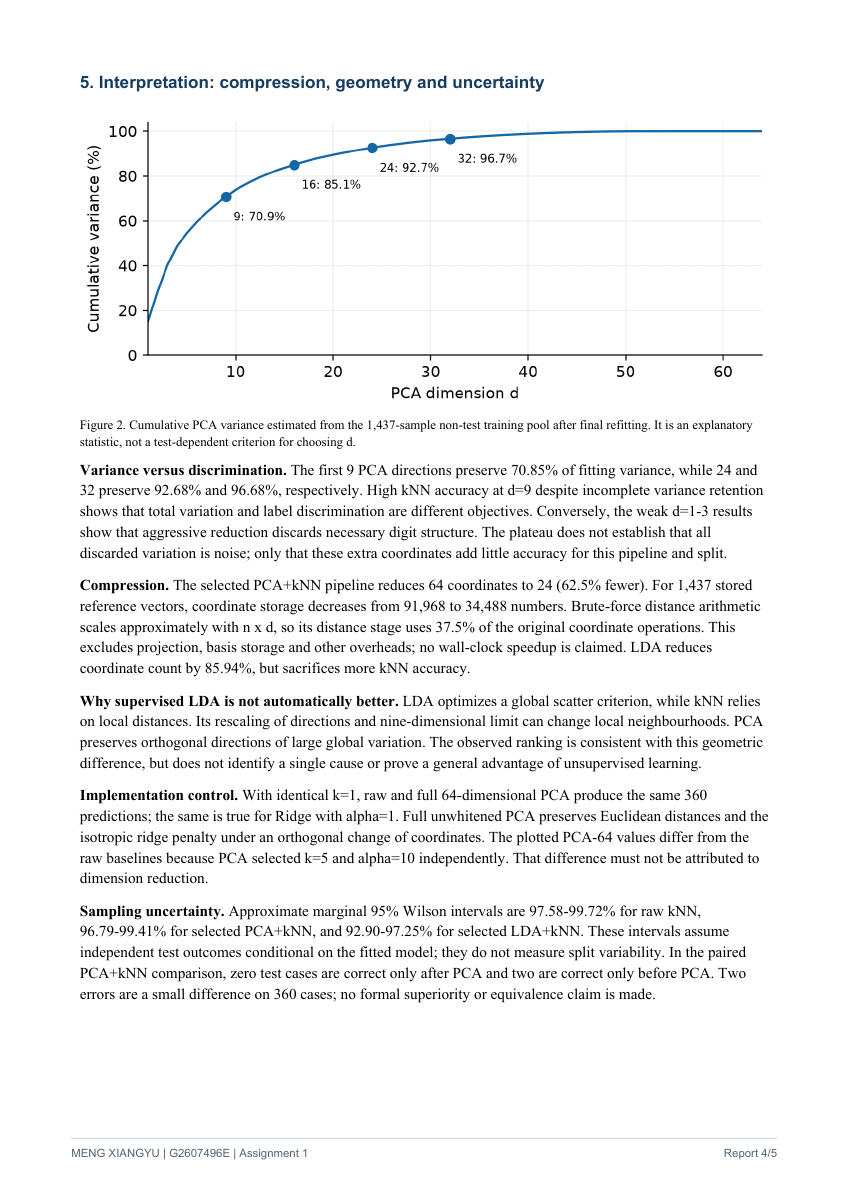 5. Interpretation: compression, geometry and uncertainty
100
80
60
40
20
0
Cumulative variance (%)
9: 70.9%
16: 85.1%
24: 92.7%
32: 96.7%
10 20 30 40 50 60
PCA dimension d
Figure 2. Cumulative PCA variance estimated from the 1,437-sample non-test training pool after final refitting. It is an explanatory
statistic, not a test-dependent criterion for choosing d.
Variance versus discrimination. The first 9 PCA directions preserve 70.85% of fitting variance, while 24 and
32 preserve 92.68% and 96.68%, respectively. High kNN accuracy at d=9 despite incomplete variance retention
shows that total variation and label discrimination are different objectives. Conversely, the weak d=1-3 results
show that aggressive reduction discards necessary digit structure. The plateau does not establish that all
discarded variation is noise; only that these extra coordinates add little accuracy for this pipeline and split.
Compression. The selected PCA+kNN pipeline reduces 64 coordinates to 24 (62.5% fewer). For 1,437 stored
reference vectors, coordinate storage decreases from 91,968 to 34,488 numbers. Brute-force distance arithmetic
scales approximately with n x d, so its distance stage uses 37.5% of the original coordinate operations. This
excludes projection, basis storage and other overheads; no wall-clock speedup is claimed. LDA reduces
coordinate count by 85.94%, but sacrifices more kNN accuracy.
Why supervised LDA is not automatically better. LDA optimizes a global scatter criterion, while kNN relies
on local distances. Its rescaling of directions and nine-dimensional limit can change local neighbourhoods. PCA
preserves orthogonal directions of large global variation. The observed ranking is consistent with this geometric
difference, but does not identify a single cause or prove a general advantage of unsupervised learning.
Implementation control. With identical k=1, raw and full 64-dimensional PCA produce the same 360
predictions; the same is true for Ridge with alpha=1. Full unwhitened PCA preserves Euclidean distances and the
isotropic ridge penalty under an orthogonal change of coordinates. The plotted PCA-64 values differ from the
raw baselines because PCA selected k=5 and alpha=10 independently. That difference must not be attributed to
dimension reduction.
Sampling uncertainty. Approximate marginal 95% Wilson intervals are 97.58-99.72% for raw kNN,
96.79-99.41% for selected PCA+kNN, and 92.90-97.25% for selected LDA+kNN. These intervals assume
independent test outcomes conditional on the fitted model; they do not measure split variability. In the paired
PCA+kNN comparison, zero test cases are correct only after PCA and two are correct only before PCA. Two
errors are a small difference on 360 cases; no formal superiority or equivalence claim is made.
MENG XIANGYU | G2607496E | Assignment 1
Report 4/5